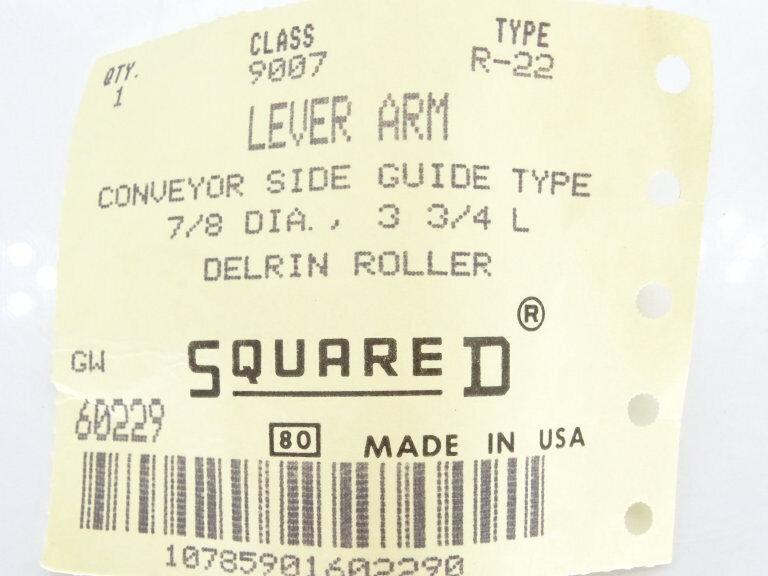 CLASS TYPE
QTY. 9007 R-22
1
LEVER ARM
CONVEYOR SIDE GUIDE TYPE
7/8 DIA., 3 3/4 L
DELRIN ROLLER
SQUARE D ®
GW
60229
80 MADE IN USA
10785901602290